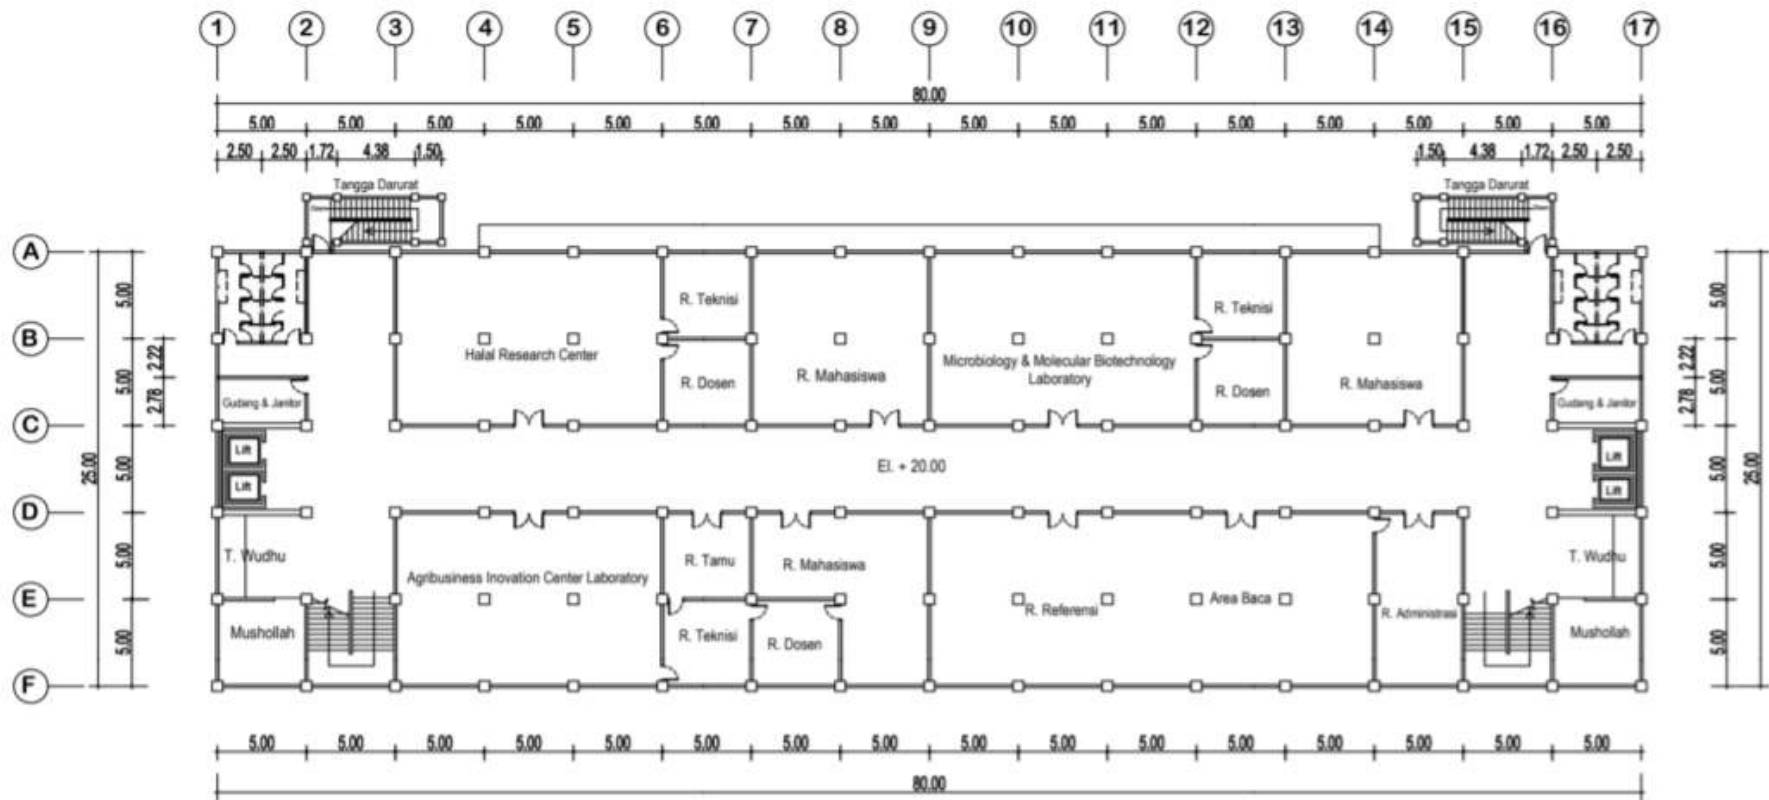 1 2 3 4 5 6 7 8 9 10 11 12 13 14 15 16 17
80.00
5.00 5.00 5.00 5.00 5.00 5.00 5.00 5.00 5.00 5.00 5.00 5.00 5.00 5.00 5.00 5.00
2.50 2.50 1.72 4.38 1.50 1.50 4.38 1.72 2.50 2.50
Tangga Darurat Tangga Darurat
A
5.00 5.00
R. Teknisi R. Teknisi
B
2.22 2.22
5.00 5.00
2.78 2.78
Halal Research Center
Microbiology & Molecular Biotechnology
Laboratory
R. Dosen R. Mahasiswa R. Dosen R. Mahasiswa
Gudang & Janitor Gudang & Janitor
C
Lift Lift
25.00 5.00 El. + 20.00 5.00 25.00
Lift Lift
D
T. Wudhu R. Tamu R. Mahasiswa T. Wudhu
5.00 5.00
Agribusiness Inovation Center Laboratory
E
R. Referensi Area Baca R. Administrasi
Mushollah R. Teknisi R. Dosen Mushollah
5.00 5.00
F
5.00 5.00 5.00 5.00 5.00 5.00 5.00 5.00 5.00 5.00 5.00 5.00 5.00 5.00 5.00 5.00
80.00